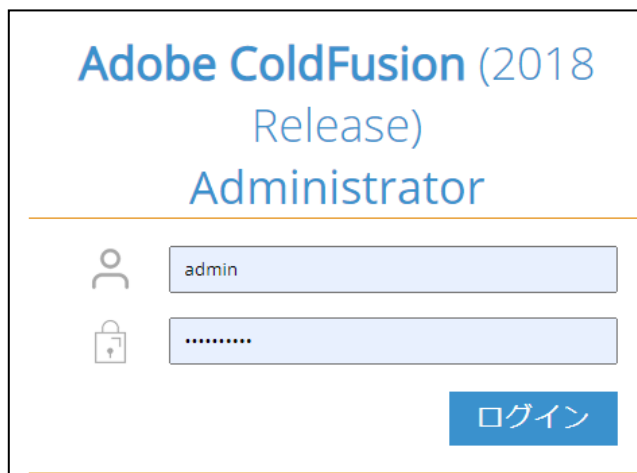 Adobe ColdFusion (2018
Release)
Administrator
admin
••••••••••
ログイン